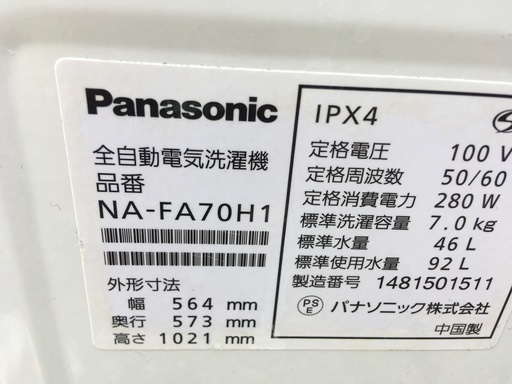 Panasonic
全自動電気洗濯機
品番
NA-FA70H1
外形寸法
幅 564 mm
奥行 573 mm
高さ 1021 mm
IPX4
定格電圧 100 V
定格周波数 50/60
定格消費電力 280 W
標準洗濯容量 7.0 kg
標準水量 46 L
標準使用水量 92 L
製造番号 1481501511
PS
E
パナソニック株式会社
中国製